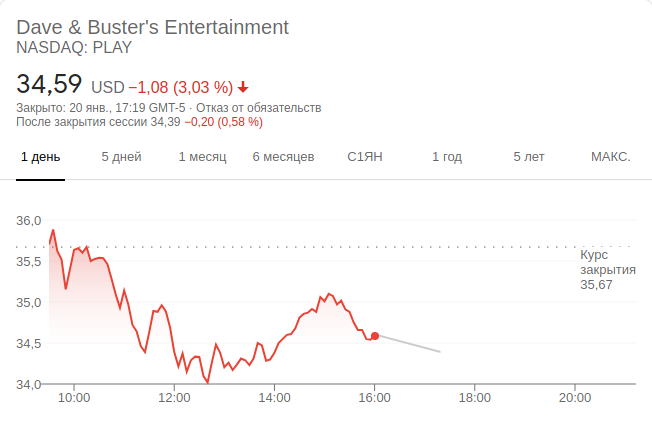 Dave & Buster's Entertainment
NASDAQ: PLAY
34,59 USD −1,08 (3,03 %)
Закрыто: 20 янв., 17:19 GMT-5 · Отказ от обязательств
После закрытия сессии 34,39 −0,20 (0,58 %)
1 день 5 дней 1 месяц 6 месяцев С1ЯН 1 год 5 лет МАКС.
36,0
35,5
35,0
34,5
34,0
Курс
закрытия
35,67
10:00 12:00 14:00 16:00 18:00 20:00